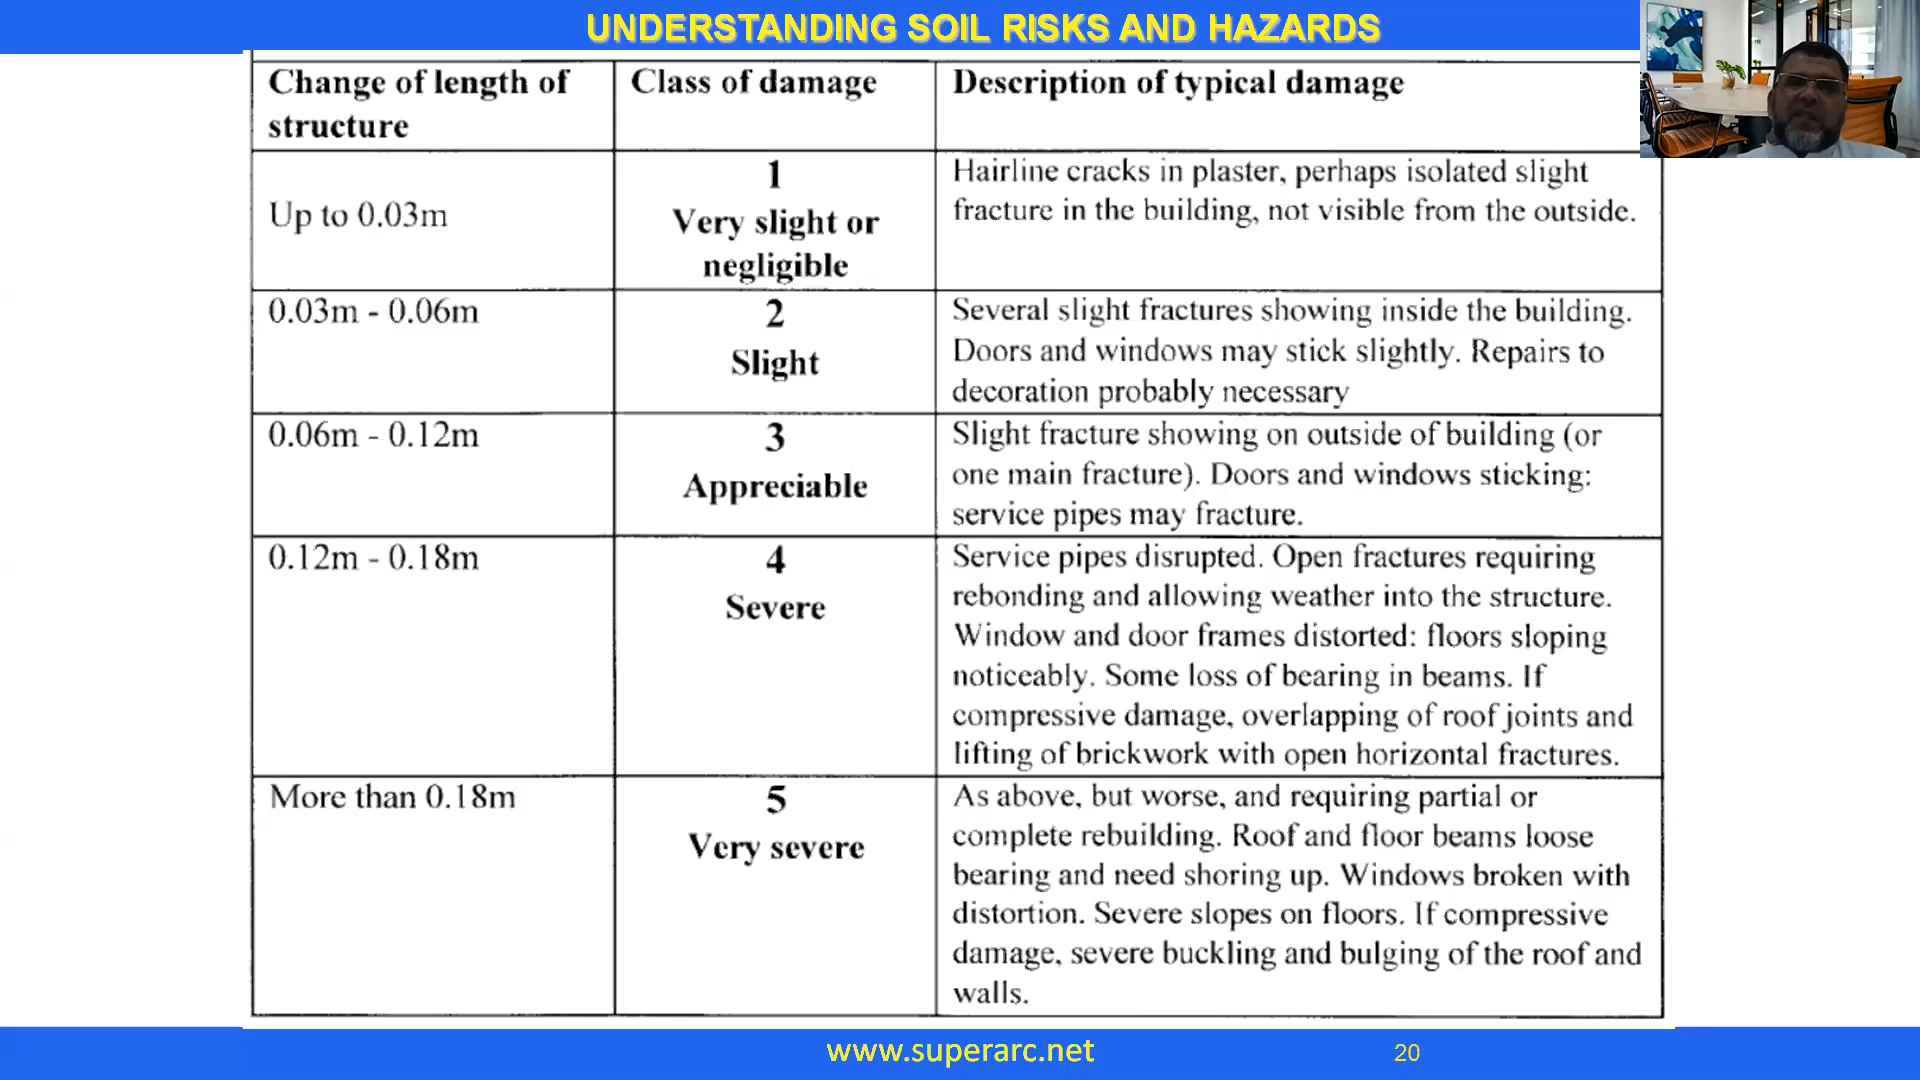 UNDERSTANDING SOIL RISKS AND HAZARDS
Change of length of
structure
Class of damage
Description of typical damage
Up to 0.03m
1
Very slight or
negligible
Hairline cracks in plaster, perhaps isolated slight
fracture in the building, not visible from the outside.
0.03m - 0.06m
2
Slight
Several slight fractures showing inside the building.
Doors and windows may stick slightly. Repairs to
decoration probably necessary
0.06m - 0.12m
3
Appreciable
Slight fracture showing on outside of building (or
one main fracture). Doors and windows sticking:
service pipes may fracture.
0.12m - 0.18m
4
Severe
Service pipes disrupted. Open fractures requiring
rebonding and allowing weather into the structure.
Window and door frames distorted: floors sloping
noticeably. Some loss of bearing in beams. If
compressive damage, overlapping of roof joints and
lifting of brickwork with open horizontal fractures.
More than 0.18m
5
Very severe
As above, but worse, and requiring partial or
complete rebuilding. Roof and floor beams loose
bearing and need shoring up. Windows broken with
distortion. Severe slopes on floors. If compressive
damage, severe buckling and bulging of the roof and
walls.
www.superarc.net
20